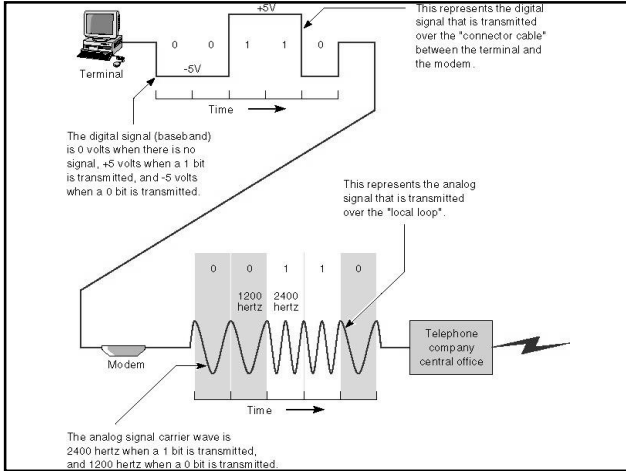 +5V
This represents the digital
signal that is transmitted
over the "connector cable"
between the terminal and
the modem.
0 0 1 1 0
Terminal
-5V
Time
The digital signal (baseband)
is 0 volts when there is no
signal, +5 volts when a 1 bit
is transmitted, and -5 volts
when a 0 bit is transmitted.
This represents the analog
signal that is transmitted
over the "local loop".
0 0 1 1 0
1200 2400
hertz hertz
Modem
Telephone
company
central office
Time
The analog signal carrier wave is
2400 hertz when a 1 bit is transmitted,
and 1200 hertz when a 0 bit is transmitted.